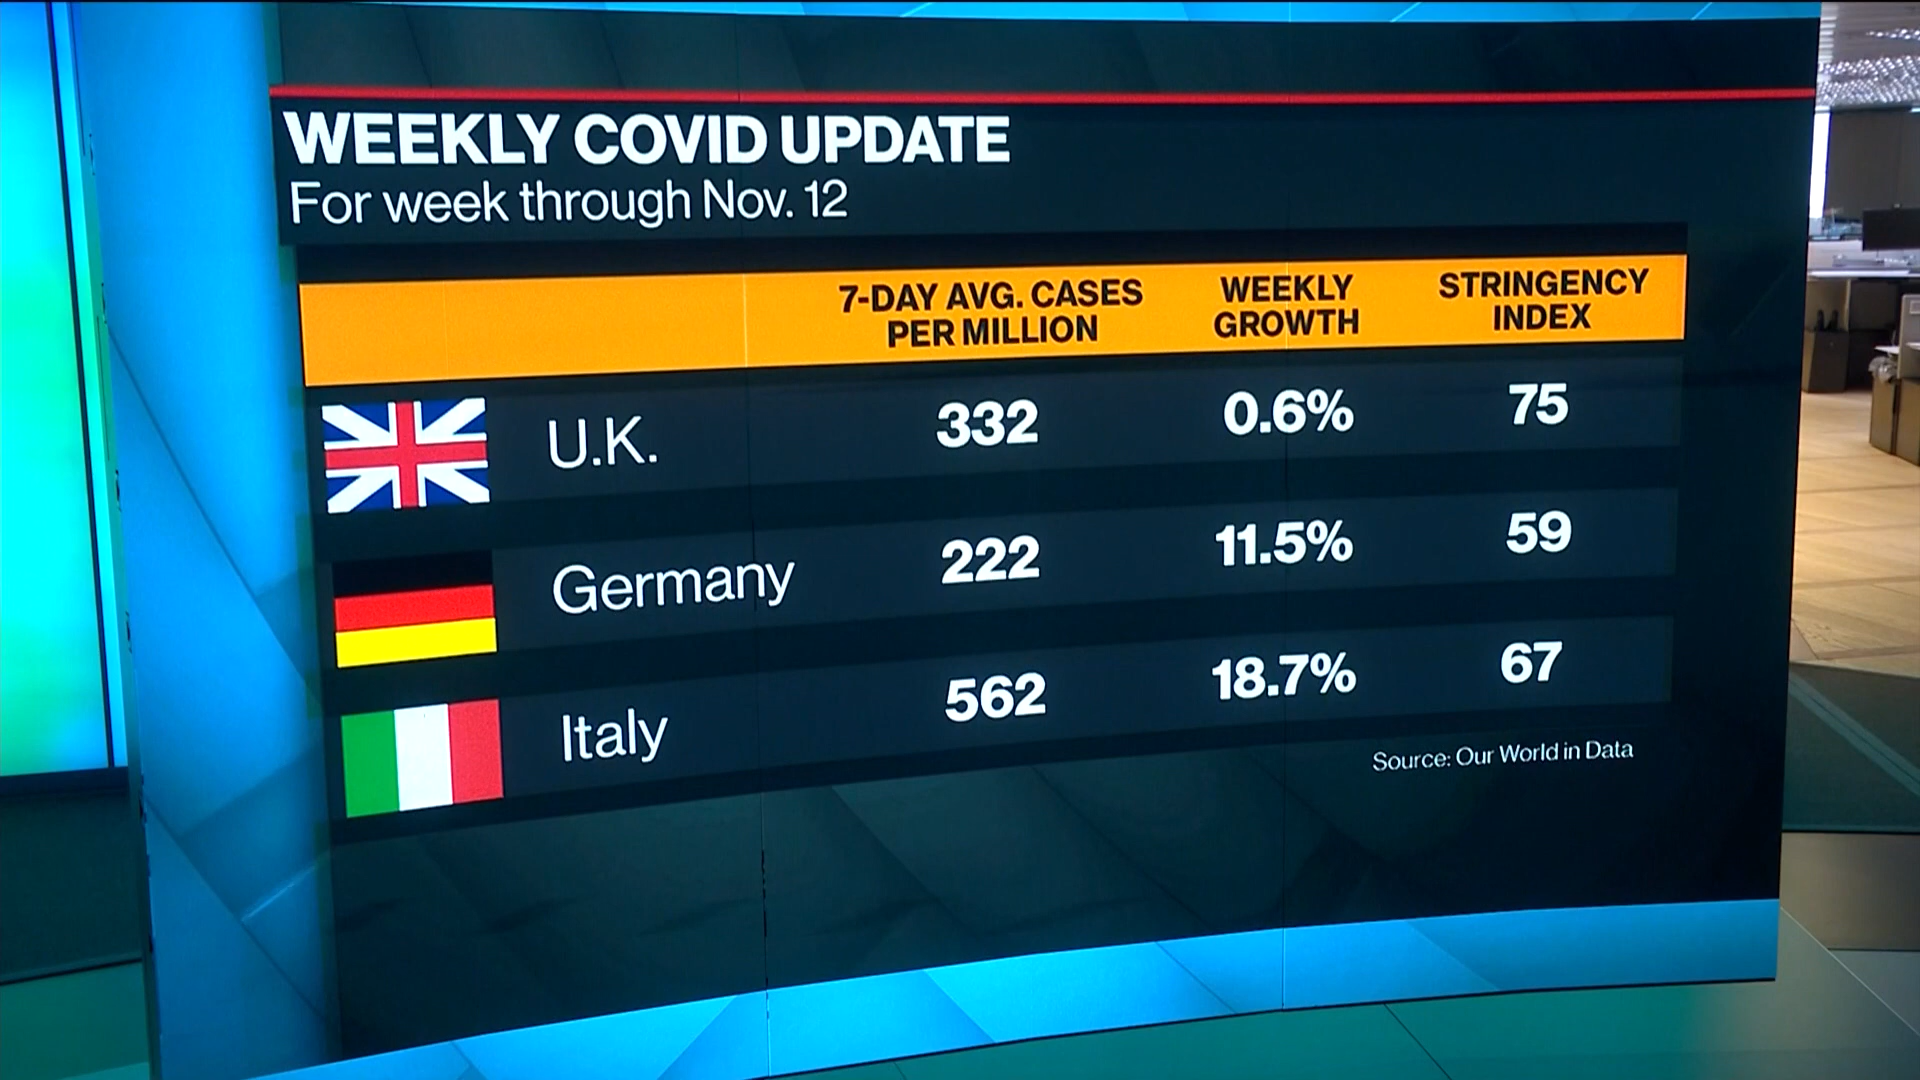 WEEKLY COVID UPDATE
For week through Nov. 12
7-DAY AVG. CASES PER MILLION
WEEKLY GROWTH
STRINGENCY INDEX
U.K. 332 0.6% 75
Germany 222 11.5% 59
Italy 562 18.7% 67
Source: Our World in Data